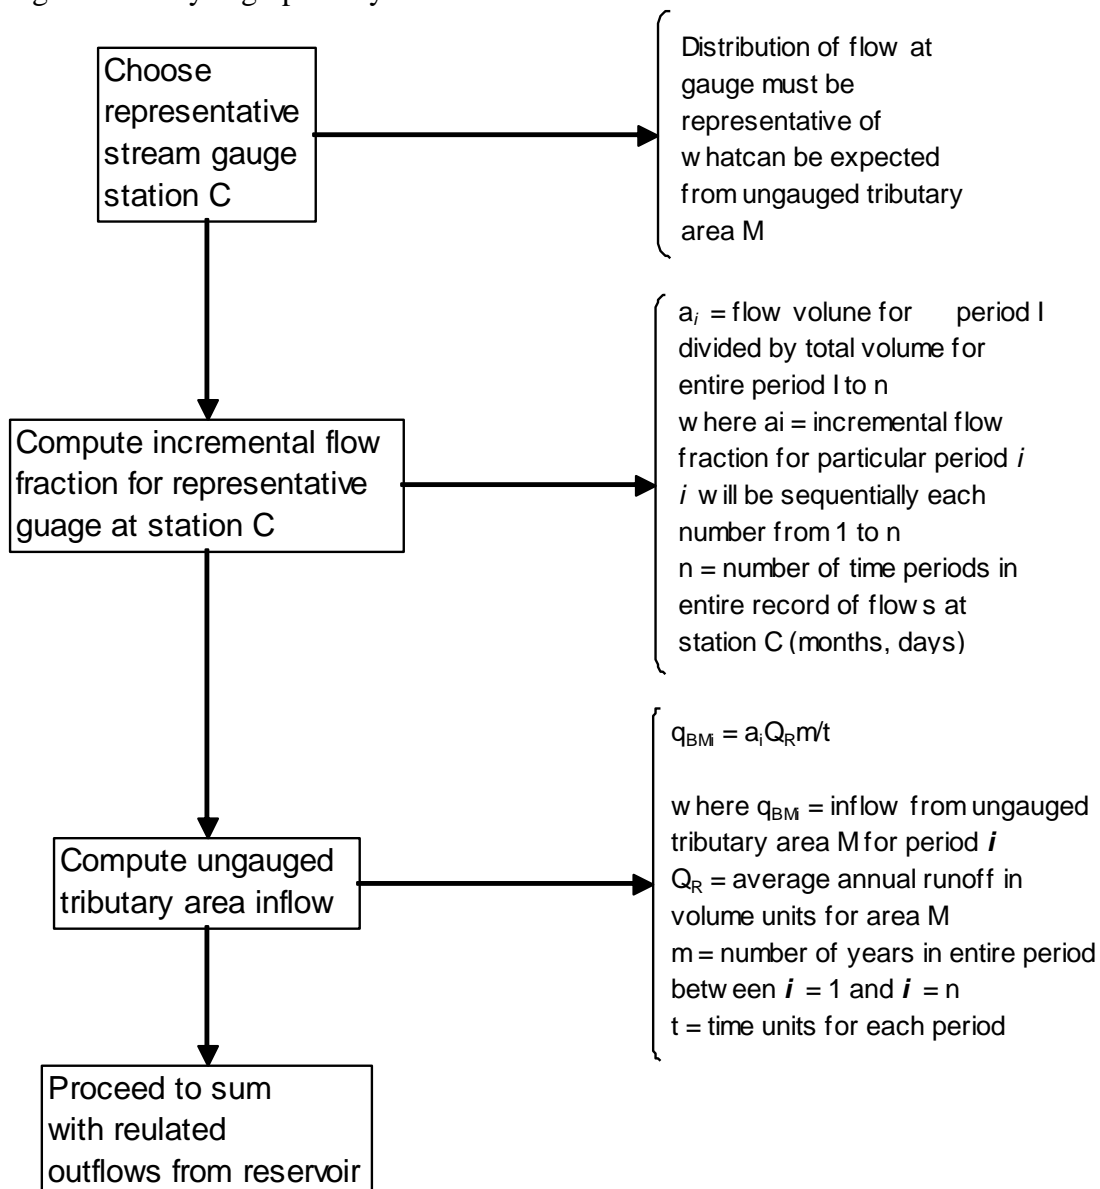 Choose
representative
stream gauge
station C
Distribution of flow at
gauge must be
representative of
w hatcan be expected
from ungauged tributary
area M
Compute incremental flow
fraction for representative
guage at station C
aᵢ = flow volune for period I
divided by total volume for
entire period I to n
w here ai = incremental flow
fraction for particular period i
i w ill be sequentially each
number from 1 to n
n = number of time periods in
entire record of flow s at
station C (months, days)
Compute ungauged
tributary area inflow
qBMi = aᵢQRm/t
w here qBMi = inflow from ungauged
tributary area M for period i
QR = average annual runoff in
volume units for area M
m = number of years in entire period
betw een i = 1 and i = n
t = time units for each period
Proceed to sum
with reulated
outflows from reservoir